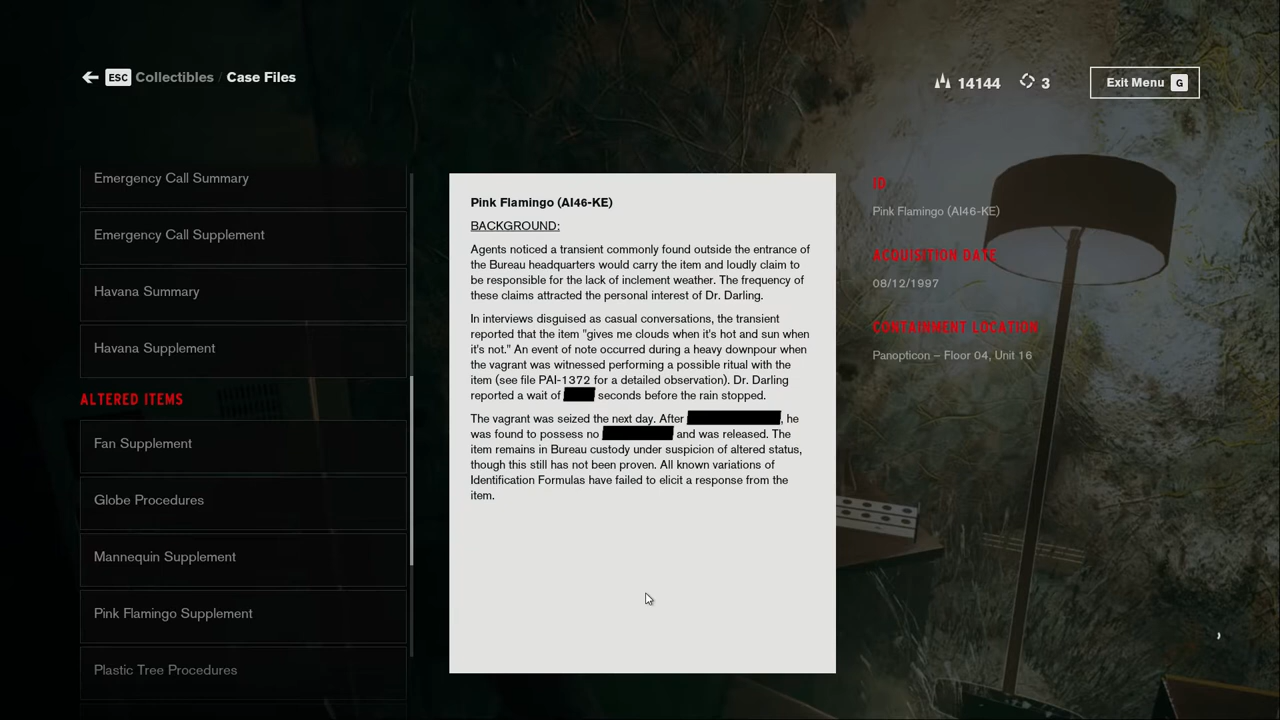 ESC Collectibles / Case Files
14144
3
Exit Menu G
Emergency Call Summary
Emergency Call Supplement
Havana Summary
Havana Supplement
ALTERED ITEMS
Fan Supplement
Globe Procedures
Mannequin Supplement
Pink Flamingo Supplement
Plastic Tree Procedures
Pink Flamingo (AI46-KE)
BACKGROUND:
Agents noticed a transient commonly found outside the entrance of
the Bureau headquarters would carry the item and loudly claim to
be responsible for the lack of inclement weather. The frequency of
these claims attracted the personal interest of Dr. Darling.
In interviews disguised as casual conversations, the transient
reported that the item "gives me clouds when it's hot and sun when
it's not." An event of note occurred during a heavy downpour when
the vagrant was witnessed performing a possible ritual with the
item (see file PAI-1372 for a detailed observation). Dr. Darling
reported a wait of seconds before the rain stopped.
The vagrant was seized the next day. After , he
was found to possess no and was released. The
item remains in Bureau custody under suspicion of altered status,
though this still has not been proven. All known variations of
Identification Formulas have failed to elicit a response from the
item.
ID
Pink Flamingo (AI46-KE)
ACQUISITION DATE
08/12/1997
CONTAINMENT LOCATION
Panopticon – Floor 04, Unit 16